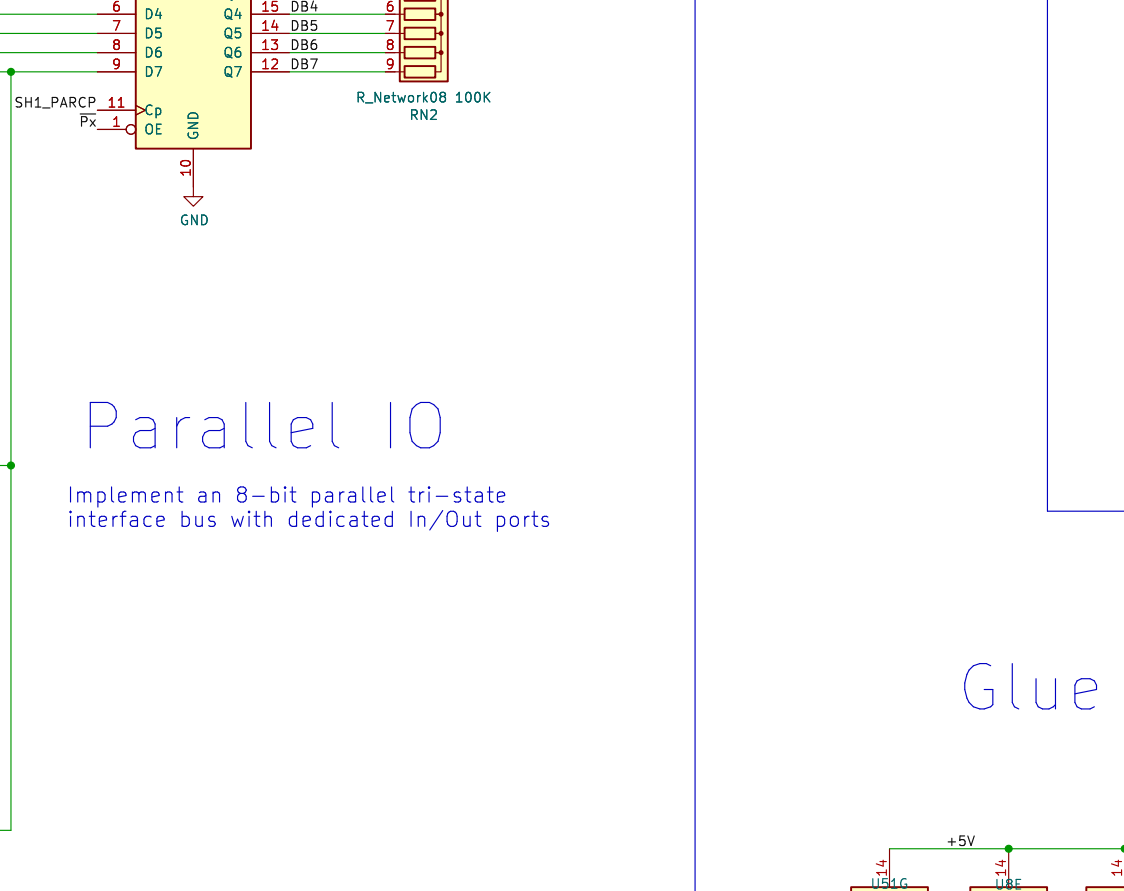 6 D4 Q4 15 DB4 6
7 D5 Q5 14 DB5 7
8 D6 Q6 13 DB6 8
9 D7 Q7 12 DB7 9
R_Network08 100K
RN2
SH1_PARCP 11 Cp
Px 1 OE
GND
10
GND
Parallel IO
Implement an 8-bit parallel tri-state
interface bus with dedicated In/Out ports
Glue
+5V
14 14 14
U51G U8E